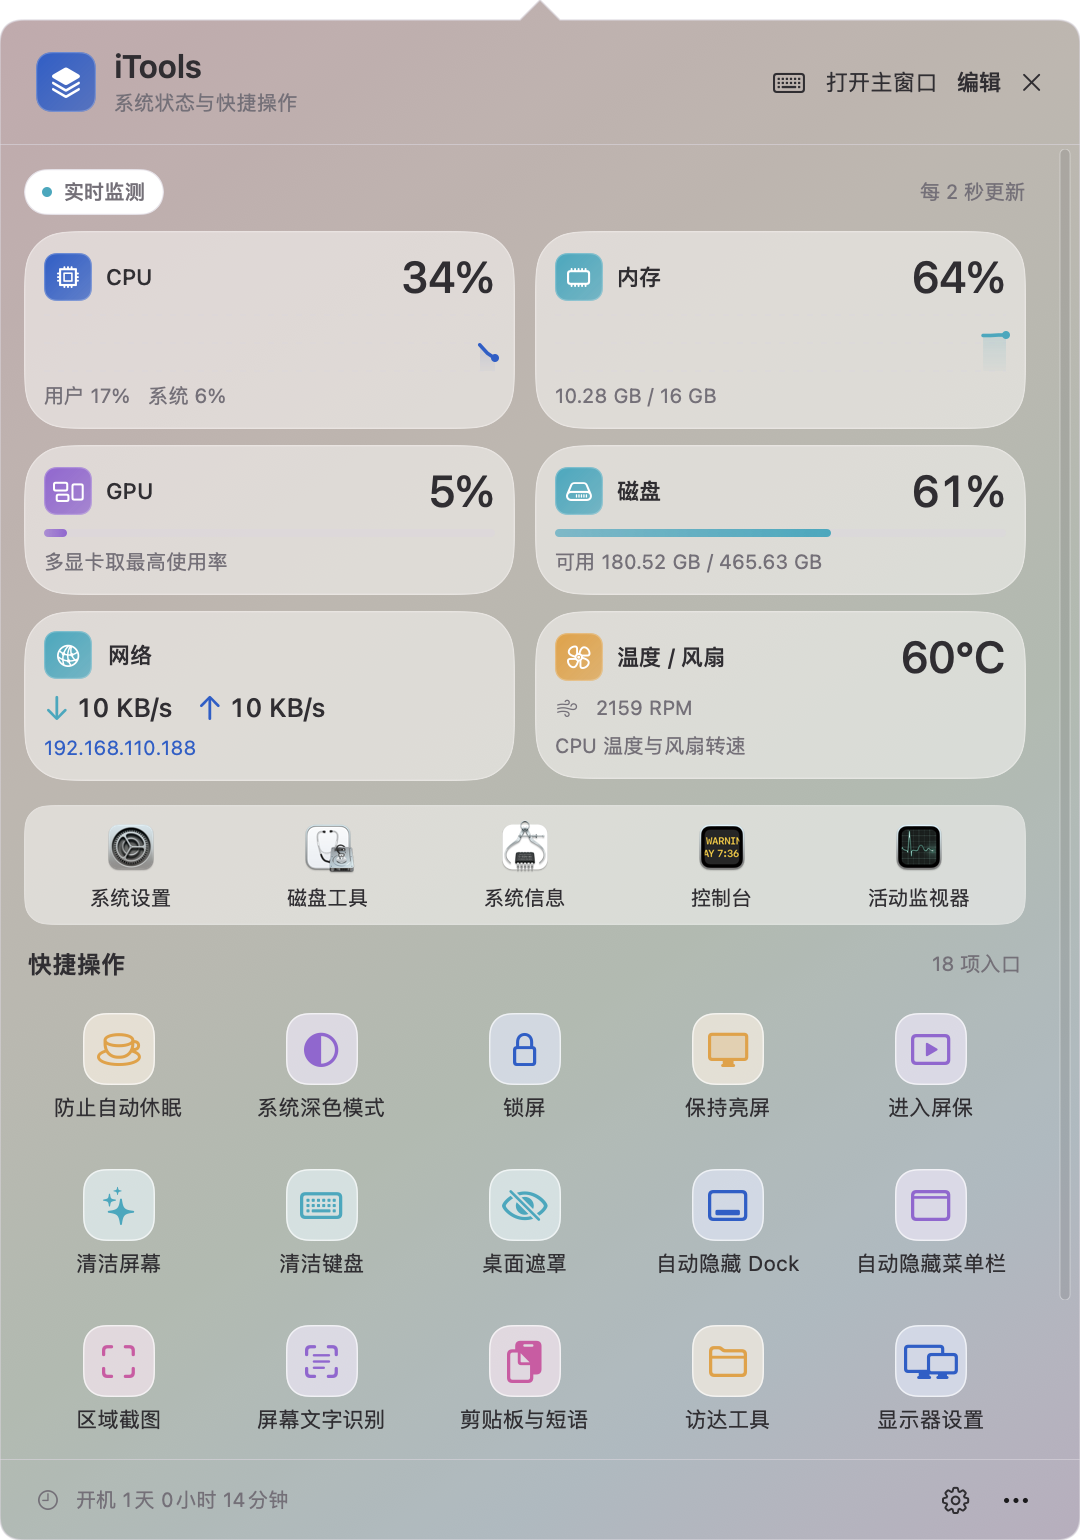 iTools
系统状态与快捷操作
打开主窗口 编辑
实时监测
每 2 秒更新
CPU 34%
用户 17% 系统 6%
内存 64%
10.28 GB / 16 GB
GPU 5%
多显卡取最高使用率
磁盘 61%
可用 180.52 GB / 465.63 GB
网络
10 KB/s 10 KB/s
192.168.110.188
温度 / 风扇 60°C
2159 RPM
CPU 温度与风扇转速
WARNIN
AY 7:36
系统设置 磁盘工具 系统信息 控制台 活动监视器
快捷操作 18 项入口
防止自动休眠 系统深色模式 锁屏 保持亮屏 进入屏保
清洁屏幕 清洁键盘 桌面遮罩 自动隐藏 Dock 自动隐藏菜单栏
区域截图 屏幕文字识别 剪贴板与短语 访达工具 显示器设置
开机 1天 0小时 14分钟